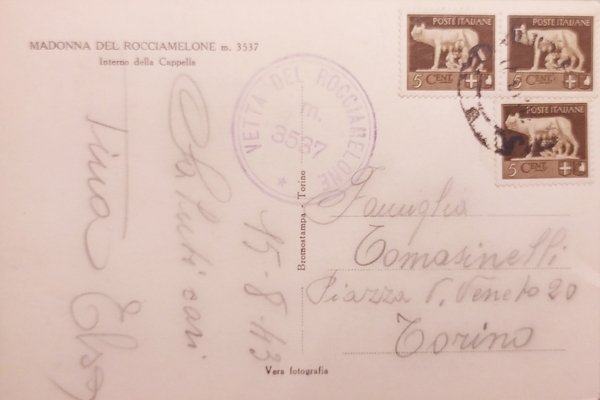 MADONNA DEL ROCCIAMELONE m. 3537
Interno della Cappella
POSTE ITALIANE
5 CENT.
POSTE ITALIANE
5 CENT.
POSTE ITALIANE
5 CENT.
VETTA DEL ROCCIAMELONE
m.
3537
Saluti cari
Tina Elsa
15-8-43
Bromostampa - Torino
Famiglia
Tomasinelli
Piazza V. Veneto 20
Torino
Vera fotografia